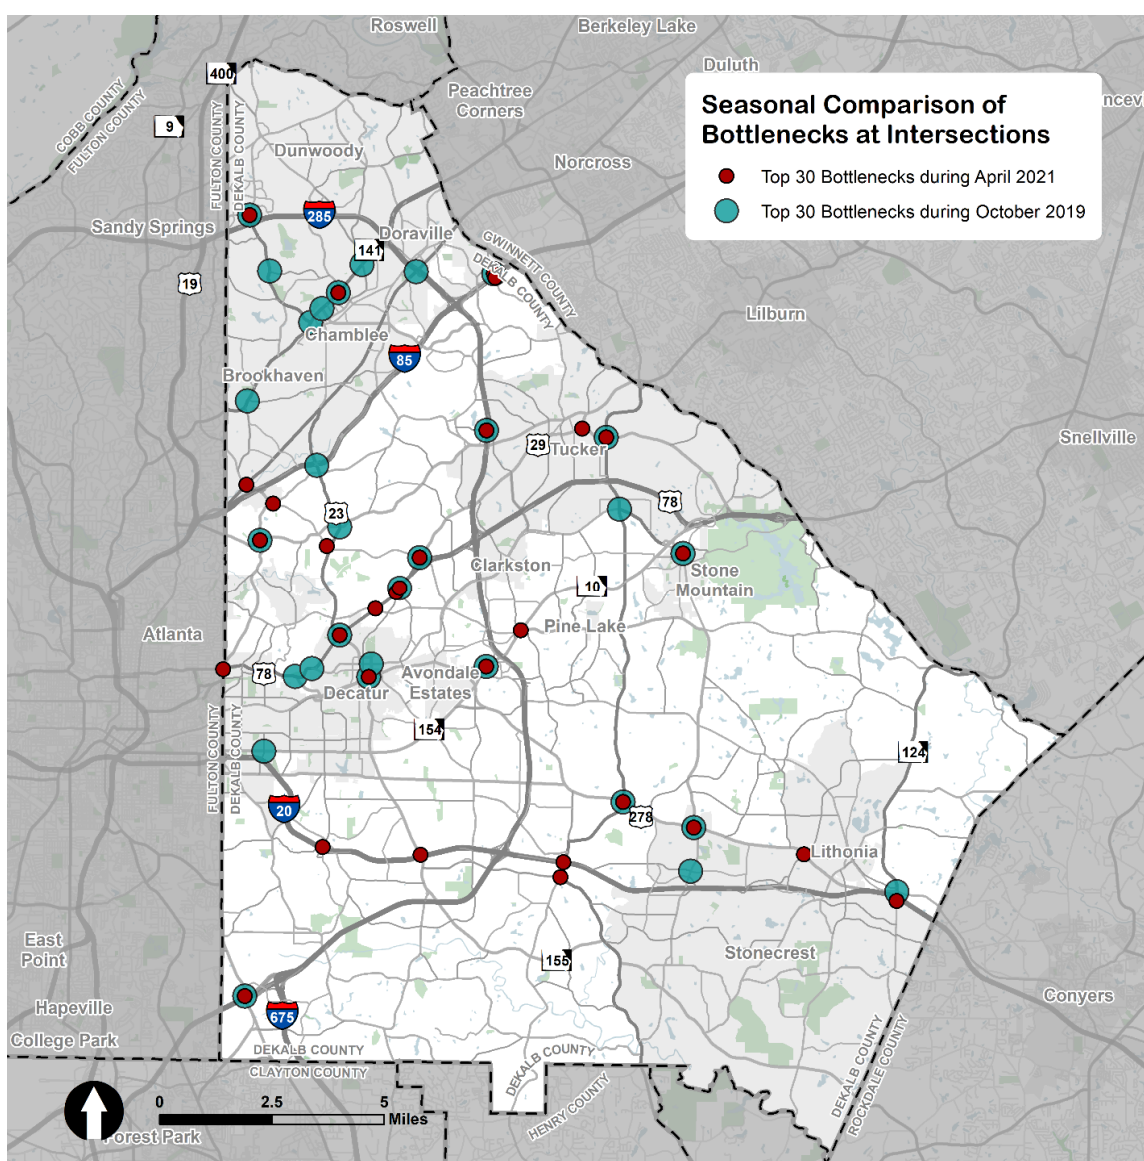 Roswell
Berkeley Lake
Duluth
400
Peachtree
Corners
Seasonal Comparison of
Bottlenecks at Intersections
Top 30 Bottlenecks during April 2021
Top 30 Bottlenecks during October 2019
COBB COUNTY
FULTON COUNTY
9
FULTON COUNTY
DEKALB COUNTY
Dunwoody
Norcross
Sandy Springs
285
Doraville
141
GWINNETT COUNTY
DEKALB COUNTY
19
Lilburn
Chamblee
85
Brookhaven
Snellville
29
Tucker
78
23
Clarkston
10
Stone
Mountain
Atlanta
Pine Lake
78
Avondale
Estates
Decatur
154
124
FULTON COUNTY
DEKALB COUNTY
20
278
Lithonia
East
Point
155
Stonecrest
Hapeville
Conyers
675
College Park
DEKALB COUNTY
CLAYTON COUNTY
DEKALB COUNTY
HENRY COUNTY
DEKALB COUNTY
ROCKDALE COUNTY
0 2.5 5
Miles
Forest Park